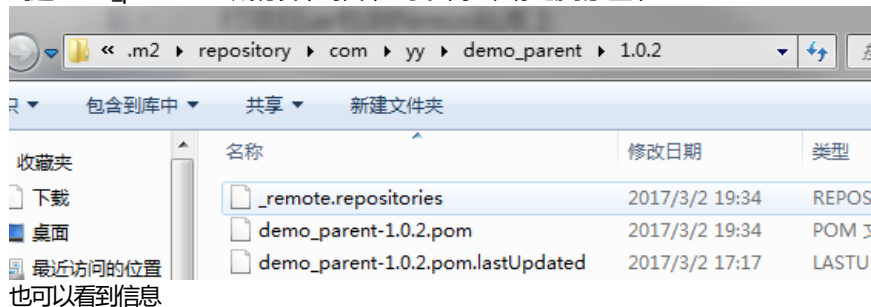 « .m2 ▸ repository ▸ com ▸ yy ▸ demo_parent ▸ 1.0.2
包含到库中 共享 新建文件夹
收藏夹 名称 修改日期 类型
下载 _remote.repositories 2017/3/2 19:34 REPOS
桌面 demo_parent-1.0.2.pom 2017/3/2 19:34 POM
最近访问的位置 demo_parent-1.0.2.pom.lastUpdated 2017/3/2 17:17 LASTU
也可以看到信息